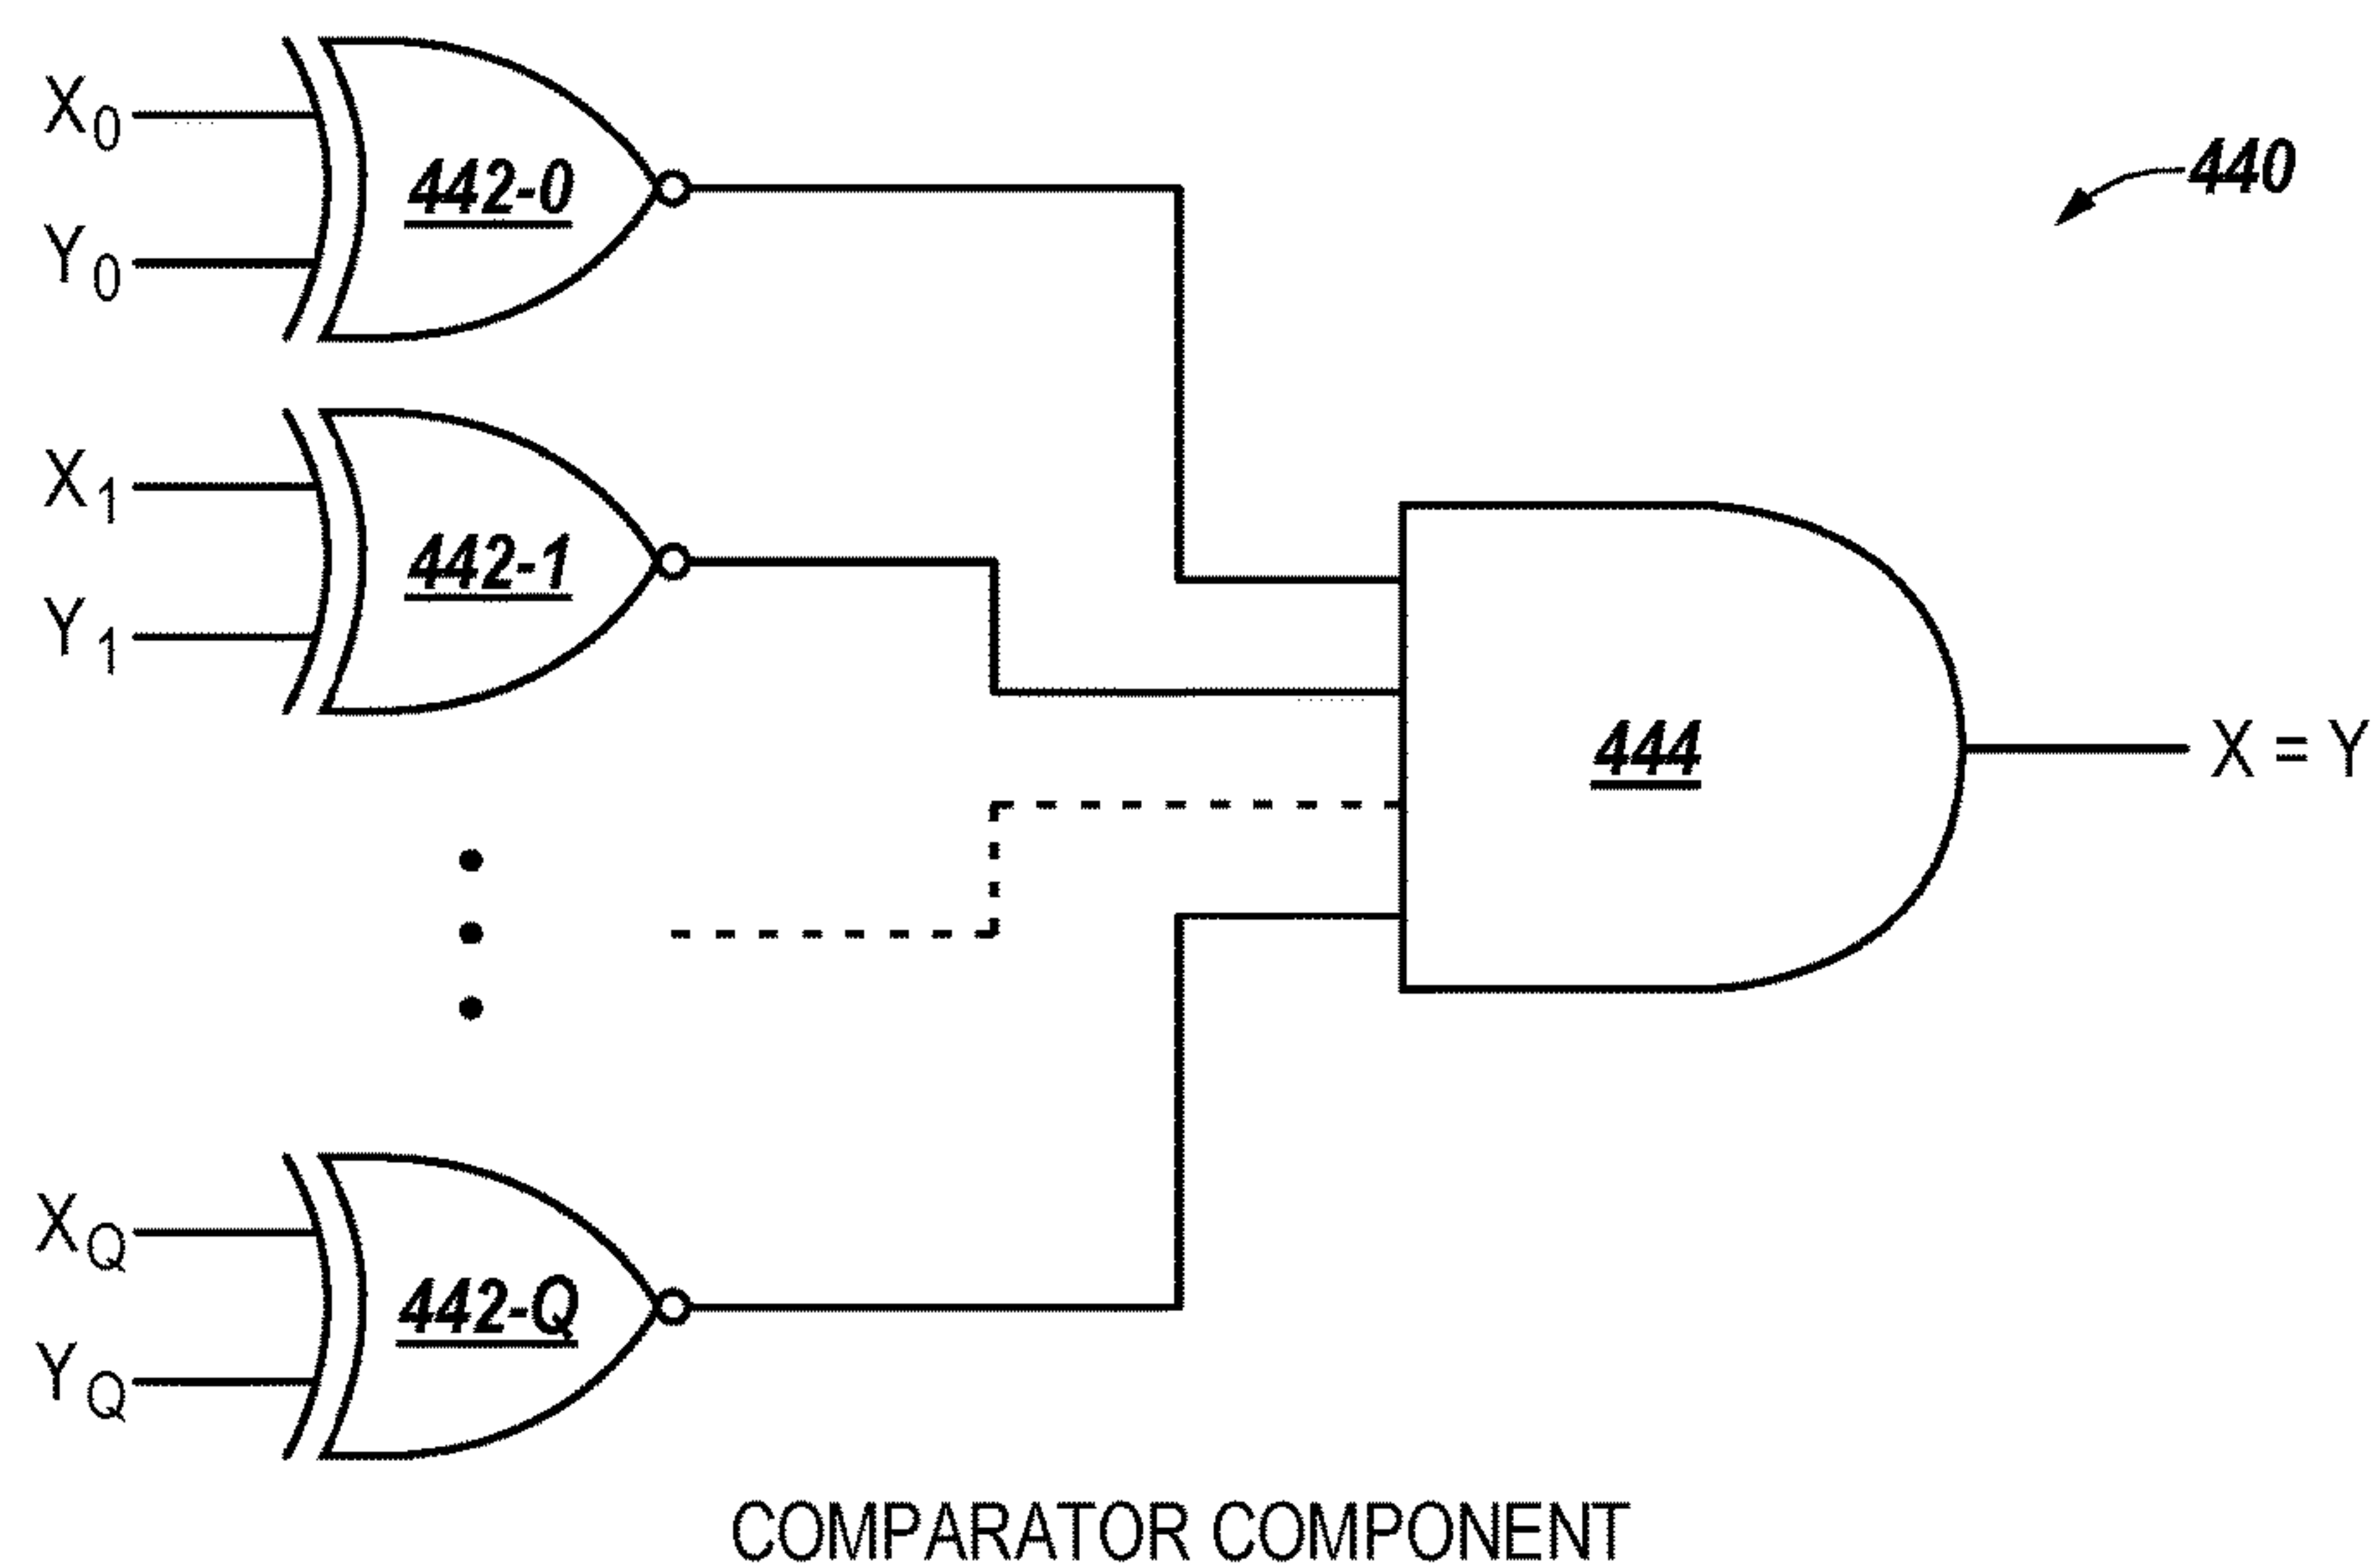 X0
442-0
Y0
440
X1
442-1
Y1
444
X = Y
XQ
442-Q
YQ
COMPARATOR COMPONENT